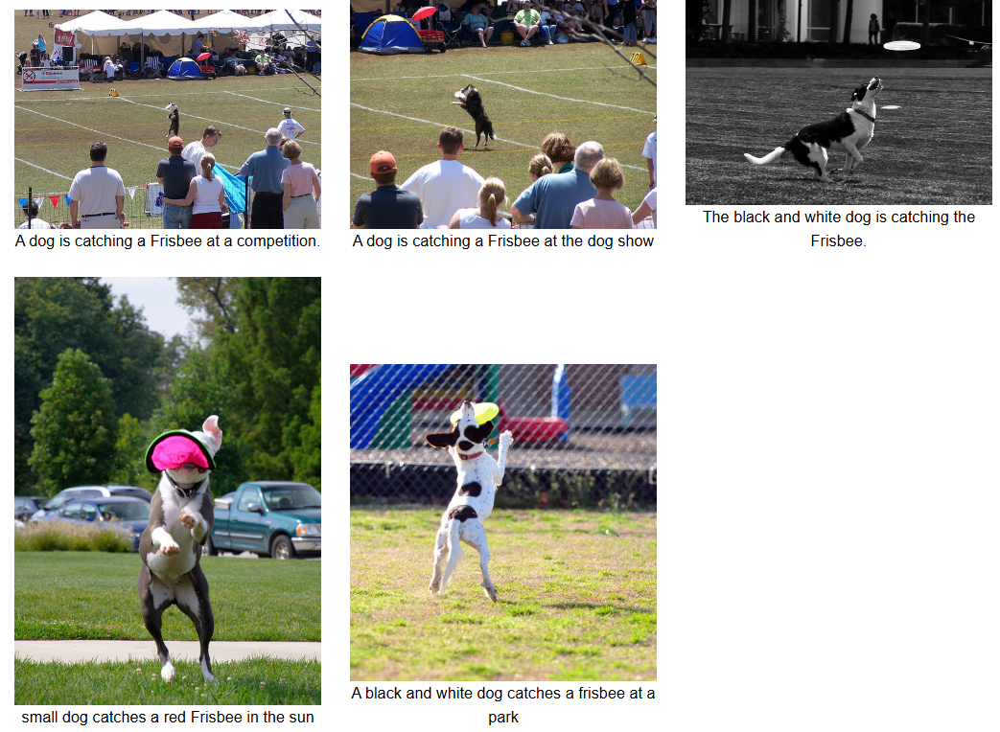 A dog is catching a Frisbee at a competition.
A dog is catching a Frisbee at the dog show
The black and white dog is catching the
Frisbee.
small dog catches a red Frisbee in the sun
A black and white dog catches a frisbee at a
park